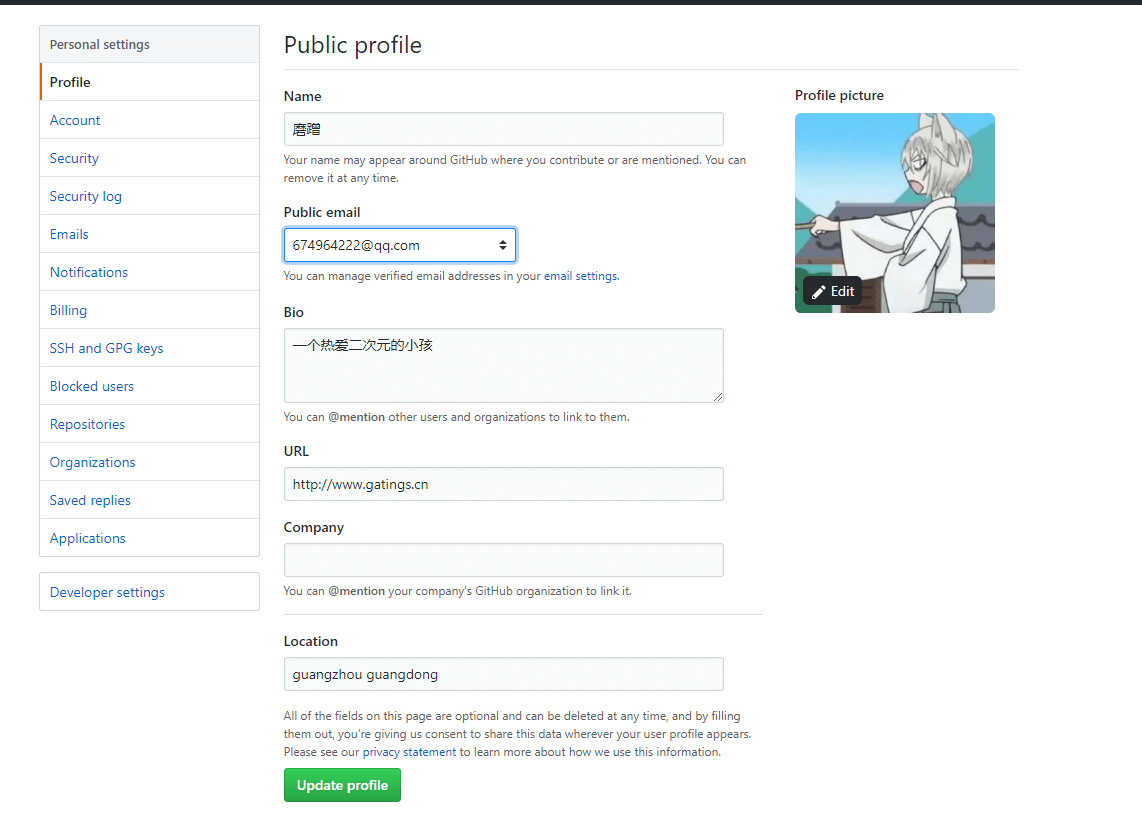 Personal settings
Profile
Account
Security
Security log
Emails
Notifications
Billing
SSH and GPG keys
Blocked users
Repositories
Organizations
Saved replies
Applications
Developer settings
Public profile
Name
磨蹭
Your name may appear around GitHub where you contribute or are mentioned. You can
remove it at any time.
Public email
674964222@qq.com
You can manage verified email addresses in your email settings.
Bio
一个热爱二次元的小孩
You can @mention other users and organizations to link to them.
URL
http://www.gatings.cn
Company
You can @mention your company's GitHub organization to link it.
Location
guangzhou guangdong
All of the fields on this page are optional and can be deleted at any time, and by filling
them out, you're giving us consent to share this data wherever your user profile appears.
Please see our privacy statement to learn more about how we use this information.
Update profile
Profile picture
Edit